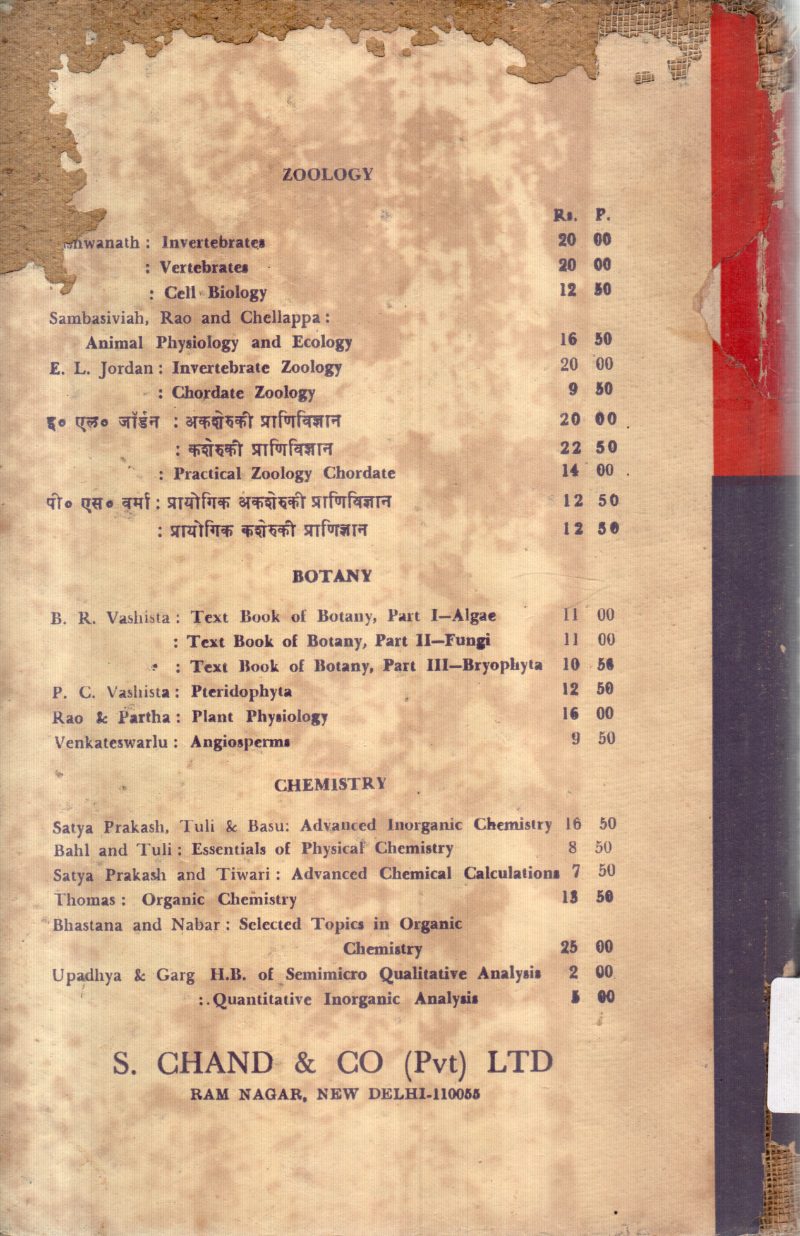 ZOOLOGY
Rs. P.
: Invertebrates 20 00
: Vertebrates 20 00
: Cell Biology 12 50
Sambasiviah, Rao and Chellappa :
Animal Physiology and Ecology 16 50
E. L. Jordan : Invertebrate Zoology 20 00
: Chordate Zoology 9 50
इ० एल० जॉर्डन : अकशेरुकी प्राणिविज्ञान 20 00
: कशेरुकी प्राणिविज्ञान 22 50
: Practical Zoology Chordate 14 00
पी० एस० वर्मा : प्रायोगिक अकशेरुकी प्राणिविज्ञान 12 50
: प्रायोगिक कशेरुकी प्राणिज्ञान 12 50
BOTANY
B. R. Vashista : Text Book of Botany, Part I—Algae 11 00
: Text Book of Botany, Part II—Fungi 11 00
: Text Book of Botany, Part III—Bryophyta 10 50
P. C. Vashista : Pteridophyta 12 50
Rao & Partha : Plant Physiology 16 00
Venkateswarlu : Angiosperms 9 50
CHEMISTRY
Satya Prakash, Tuli & Basu: Advanced Inorganic Chemistry 16 50
Bahl and Tuli : Essentials of Physical Chemistry 8 50
Satya Prakash and Tiwari : Advanced Chemical Calculations 7 50
Thomas : Organic Chemistry 13 50
Bhastana and Nabar : Selected Topics in Organic
Chemistry 25 00
Upadhya & Garg H.B. of Semimicro Qualitative Analysis 2 00
:.Quantitative Inorganic Analysis 5 00
S. CHAND & CO (Pvt) LTD
RAM NAGAR, NEW DELHI-110055